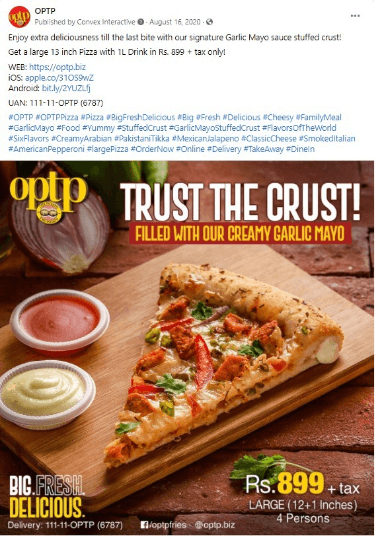 OPTP
Published by Convex Interactive · August 16, 2020 ·
Enjoy extra deliciousness till the last bite with our signature Garlic Mayo sauce stuffed crust!
Get a large 13 inch Pizza with 1L Drink in Rs. 899 + tax only!
WEB: https://optp.biz
iOS: apple.co/31OS9wZ
Android: bit.ly/2YUZLfj
UAN: 111-11-OPTP (6787)
#OPTP #OPTPPizza #Pizza #BigFreshDelicious #Big #Fresh #Delicious #Cheesy #FamilyMeal
#GarlicMayo #Food #Yummy #StuffedCrust #GarlicMayoStuffedCrust #FlavorsOfTheWorld
#SixFlavors #CreamyArabian #PakistaniTikka #MexicanJalapeno #ClassicCheese #SmokedItalian
#AmericanPepperoni #largePizza #OrderNow #Online #Delivery #TakeAway #Dinein
optp
TRUST THE CRUST!
FILLED WITH OUR CREAMY GARLIC MAYO
BIG.FRESH.
DELICIOUS.
Rs.899 + tax
LARGE (12+1 Inches)
4 Persons
Delivery: 111-11-OPTP (6787) /optpfries - @optp.biz